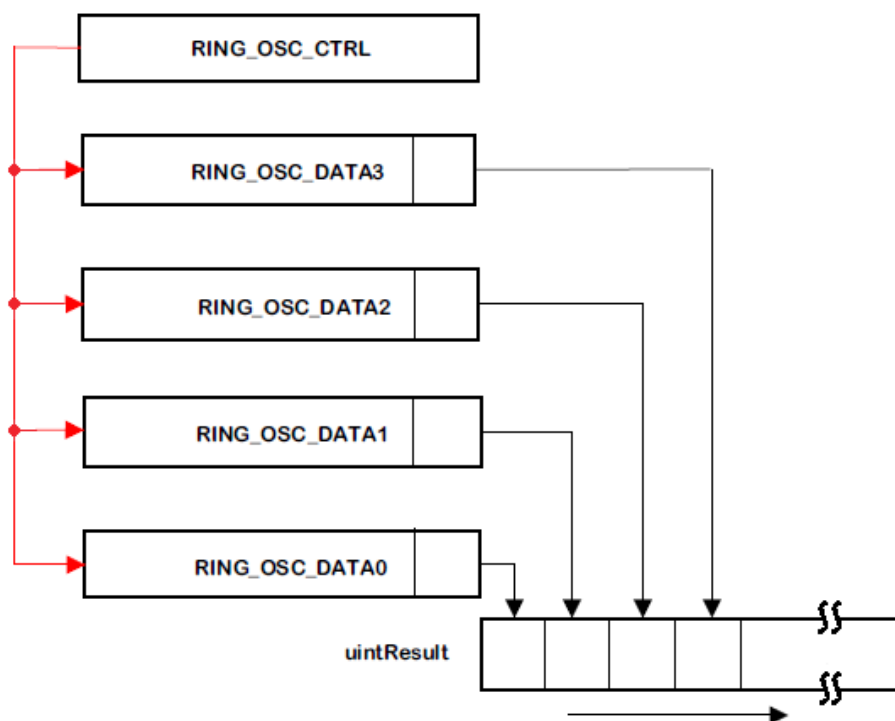 RING_OSC_CTRL
RING_OSC_DATA3
RING_OSC_DATA2
RING_OSC_DATA1
RING_OSC_DATA0
uintResult